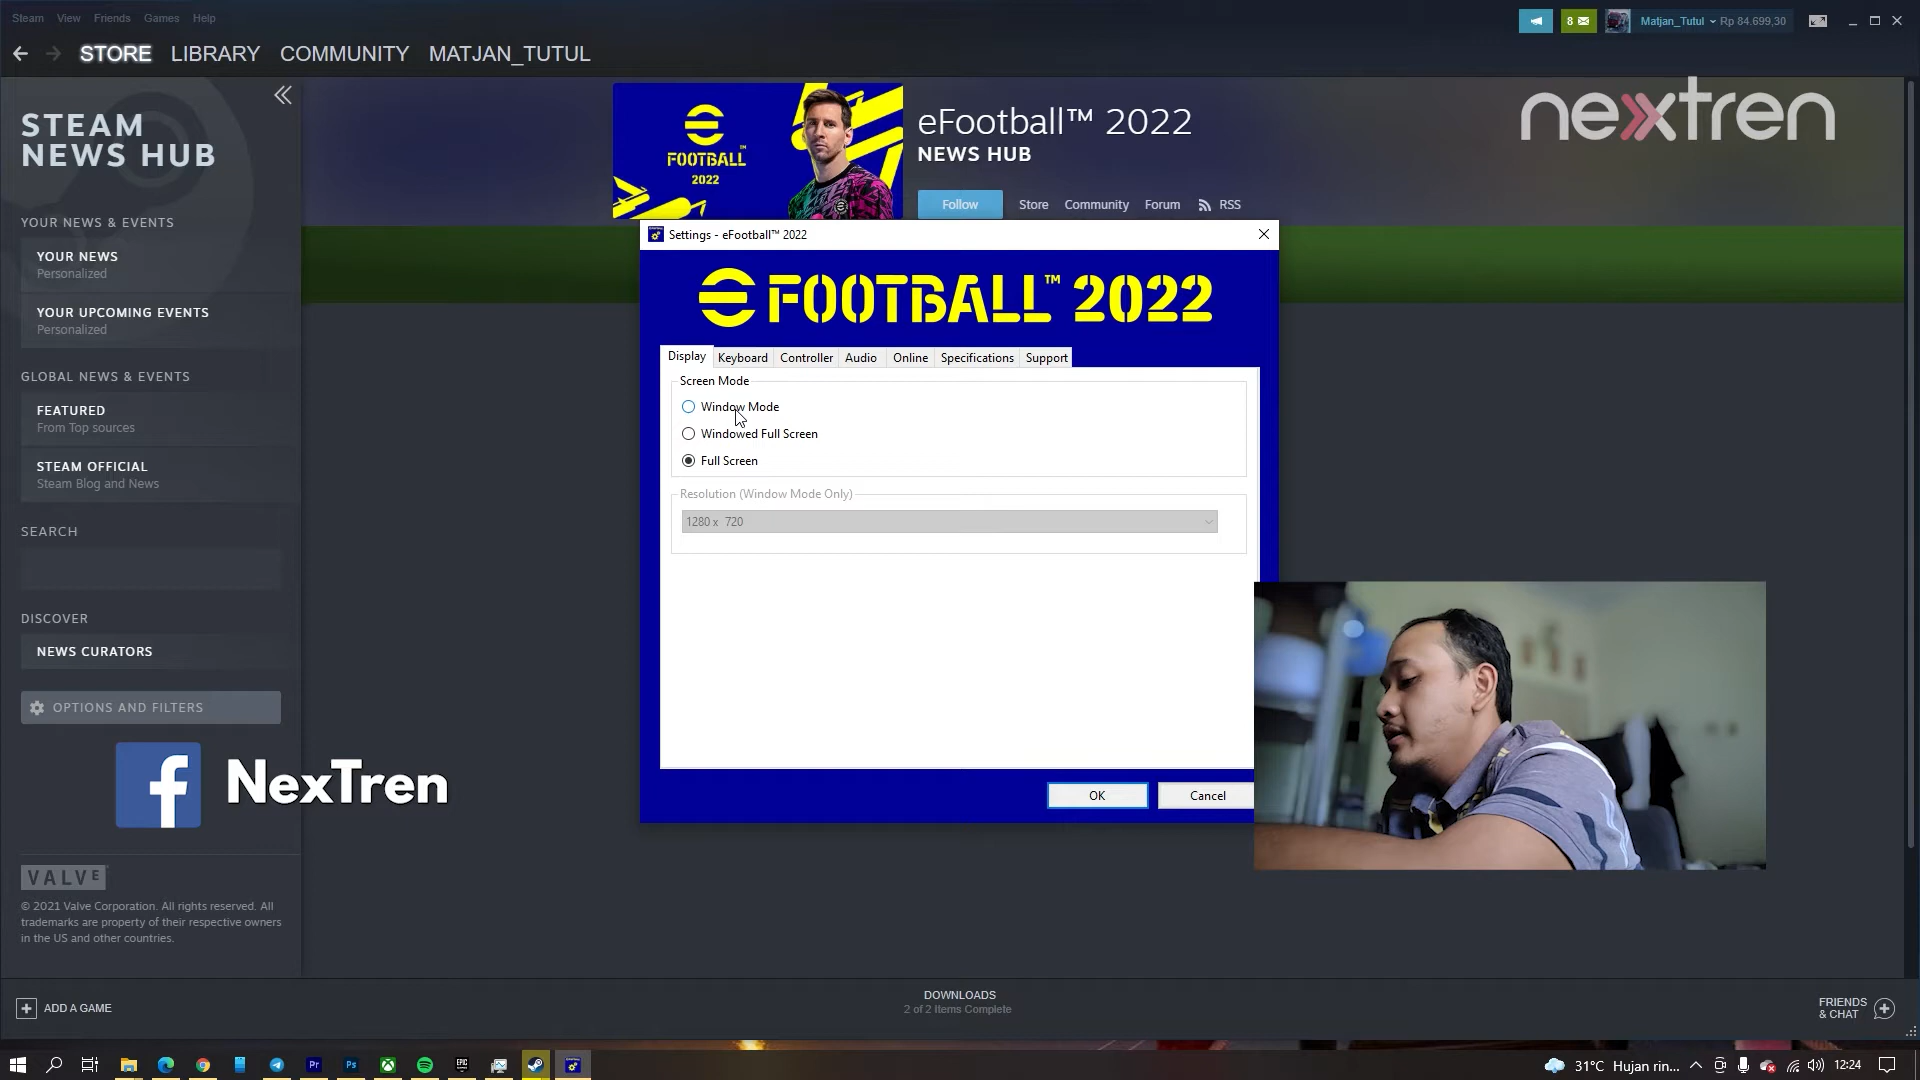 Steam View Friends Games Help
8
Matjan_Tutul Rp 84.699,30
STORE LIBRARY COMMUNITY MATJAN_TUTUL
nextren
STEAM
NEWS HUB
YOUR NEWS & EVENTS
YOUR NEWS
Personalized
YOUR UPCOMING EVENTS
Personalized
GLOBAL NEWS & EVENTS
FEATURED
From Top sources
STEAM OFFICIAL
Steam Blog and News
SEARCH
DISCOVER
NEWS CURATORS
OPTIONS AND FILTERS
f NexTren
VALVE
© 2021 Valve Corporation. All rights reserved. All
trademarks are property of their respective owners
in the US and other countries.
FOOTBALL™
2022
eFootball™ 2022
NEWS HUB
Follow Store Community Forum RSS
Settings - eFootball™ 2022
FOOTBALL™ 2022
Display Keyboard Controller Audio Online Specifications Support
Screen Mode
Window Mode
Windowed Full Screen
Full Screen
Resolution (Window Mode Only)
1280 x 720
OK Cancel
ADD A GAME
DOWNLOADS
2 of 2 Items Complete
FRIENDS
& CHAT
Pr Ps EPIC
31°C Hujan rin... 12:24